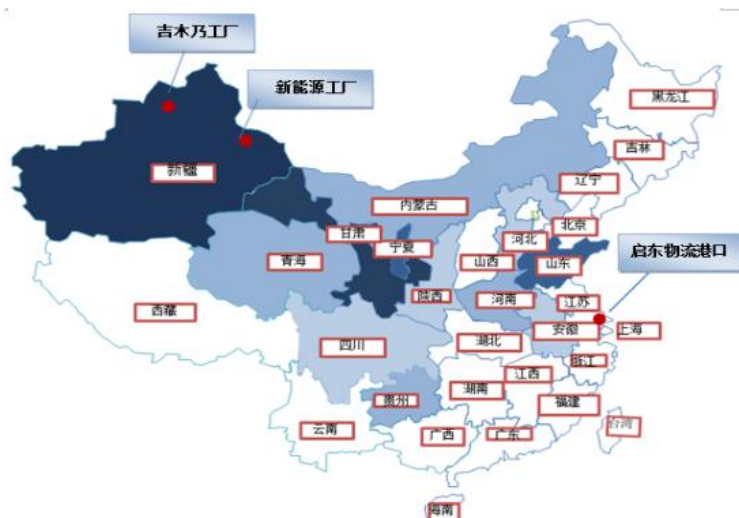 吉木乃工厂
新能源工厂
黑龙江
吉林
新疆
辽宁
内蒙古
甘肃
宁夏
河北
北京
青海
山西
山东
启东物流港口
西藏
陕西
河南
江苏
四川
湖北
安徽
上海
浙江
江西
湖南
贵州
福建
云南
广西
广东
台湾
海南